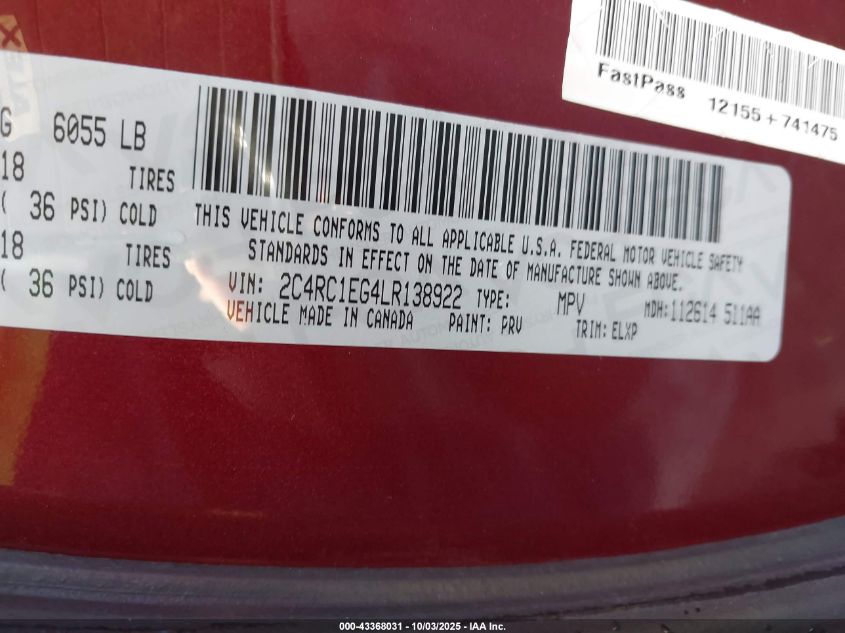 FastPass 12155+741475
G 6055 LB
18 TIRES
( 36 PSI) COLD
18 TIRES
( 36 PSI) COLD
THIS VEHICLE CONFORMS TO ALL APPLICABLE U.S.A. FEDERAL MOTOR VEHICLE SAFETY
STANDARDS IN EFFECT ON THE DATE OF MANUFACTURE SHOWN ABOVE.
VIN: 2C4RC1EG4LR138922 TYPE: MPV MDH:112614 511AA
VEHICLE MADE IN CANADA PAINT: PRV TRIM: ELXP
000-43368031 - 10/03/2025 - IAA Inc.